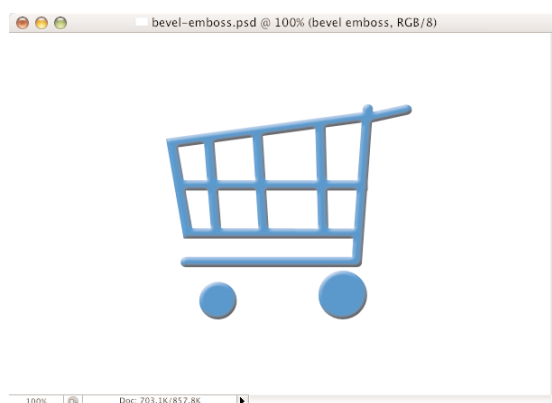 bevel-emboss.psd @ 100% (bevel emboss, RGB/8)
100% Doc: 703.1K/857.8K